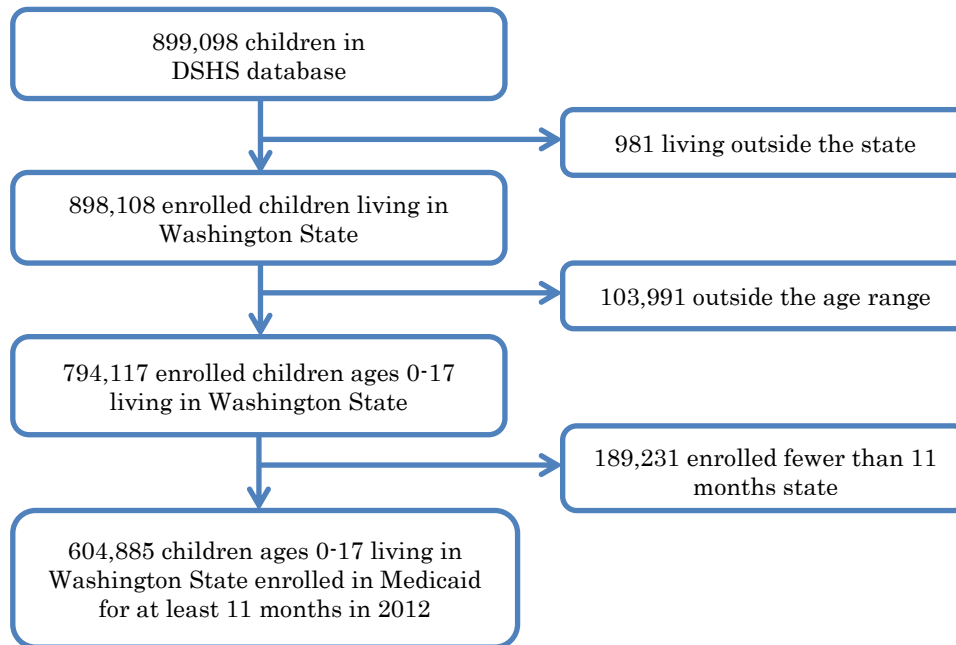 899,098 children in
DSHS database
981 living outside the state
898,108 enrolled children living in
Washington State
103,991 outside the age range
794,117 enrolled children ages 0-17
living in Washington State
189,231 enrolled fewer than 11
months state
604,885 children ages 0-17 living in
Washington State enrolled in Medicaid
for at least 11 months in 2012